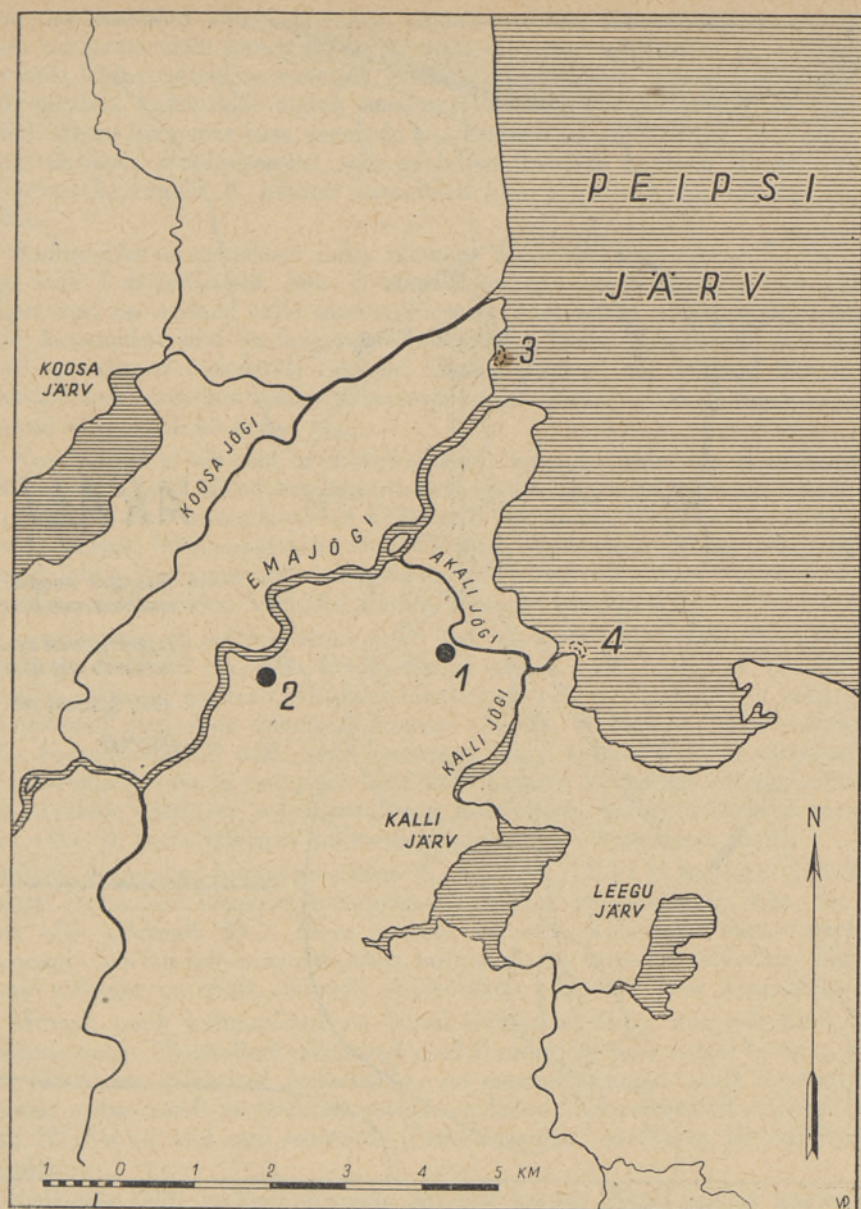 PEIPSI
JÄRV
3
KOOSA
JÄRV
KOOSA JÕGI
EMAJÕGI
AKALI JÕGI
4
1
2
KALLI JÕGI
KALLI
JÄRV
N
LEEGU
JÄRV
1 0 1 2 3 4 5 KM